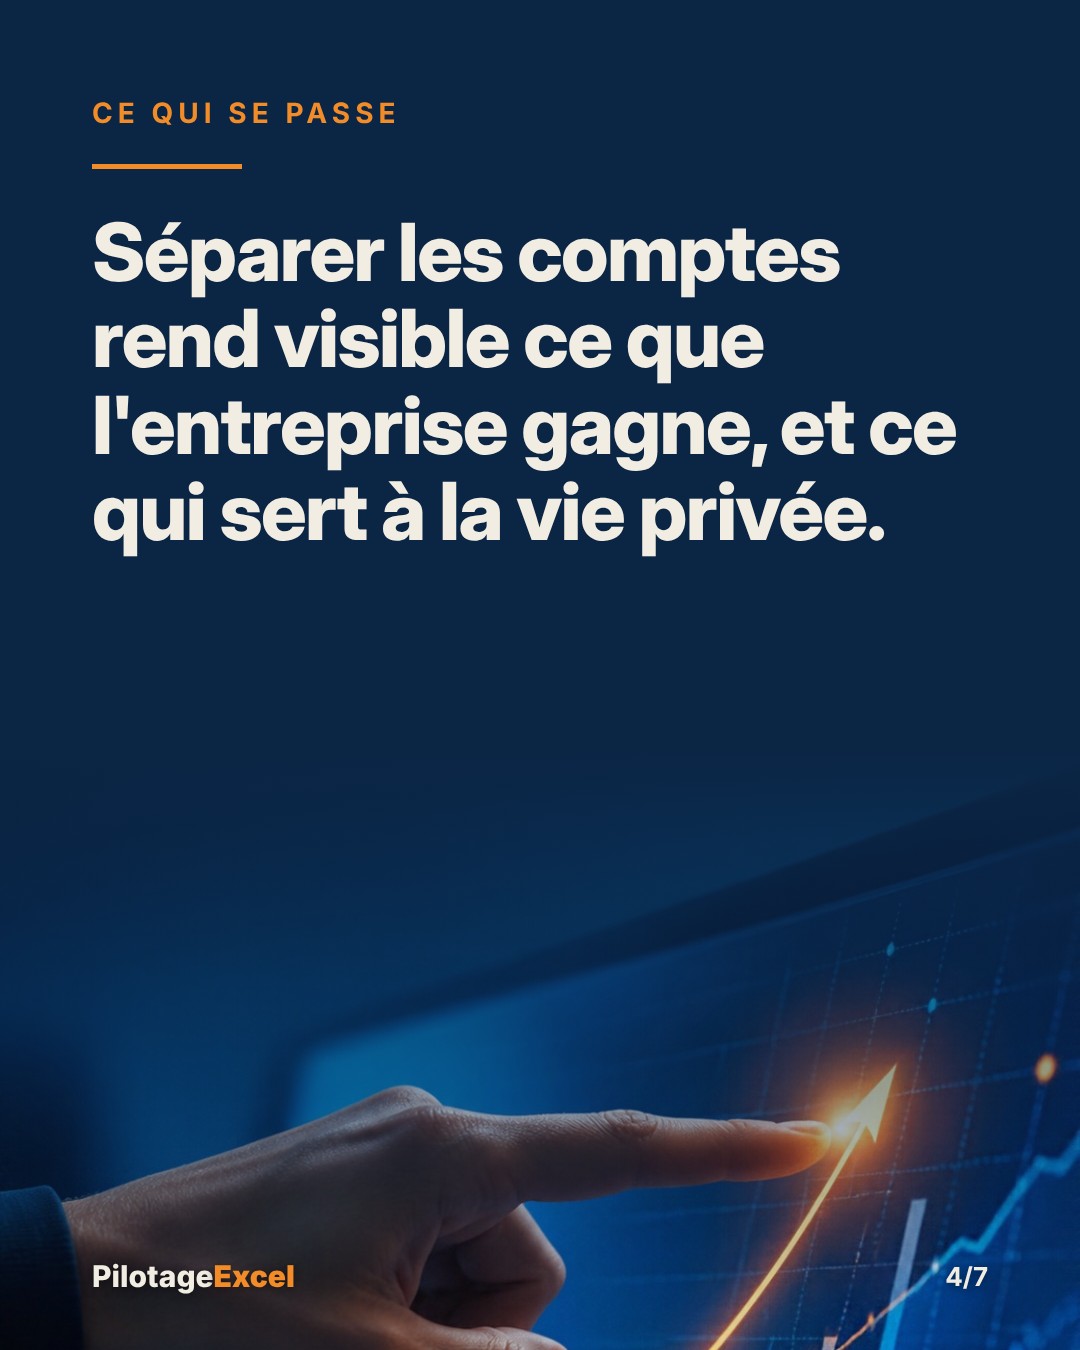 CE QUI SE PASSE
Séparer les comptes
rend visible ce que
l'entreprise gagne, et ce
qui sert à la vie privée.
PilotageExcel
4/7